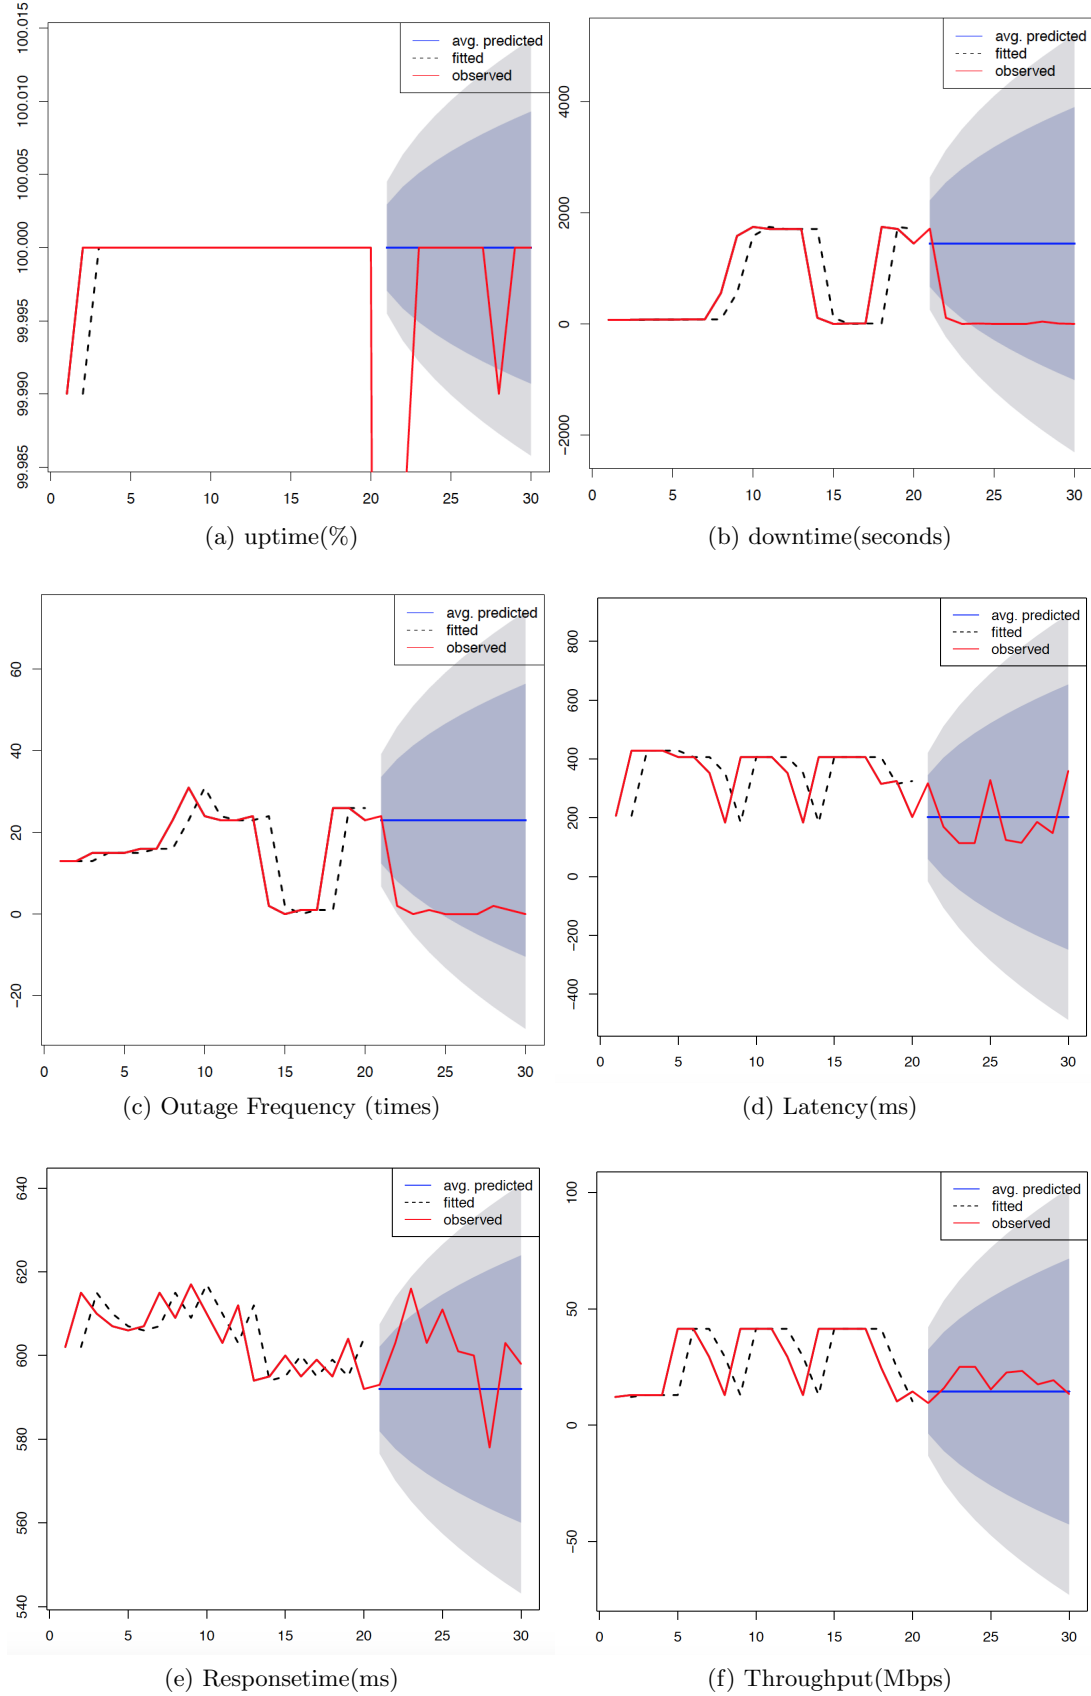 100.015
100.010
100.005
100.000
99.995
99.990
99.985
avg. predicted
fitted
observed
0 5 10 15 20 25 30
(a) uptime(%)
4000
2000
0
−2000
avg. predicted
fitted
observed
0 5 10 15 20 25 30
(b) downtime(seconds)
60
40
20
0
−20
avg. predicted
fitted
observed
0 5 10 15 20 25 30
(c) Outage Frequency (times)
800
600
400
200
0
−200
−400
avg. predicted
fitted
observed
0 5 10 15 20 25 30
(d) Latency(ms)
640
620
600
580
560
540
avg. predicted
fitted
observed
0 5 10 15 20 25 30
(e) Responsetime(ms)
100
50
0
−50
avg. predicted
fitted
observed
0 5 10 15 20 25 30
(f) Throughput(Mbps)